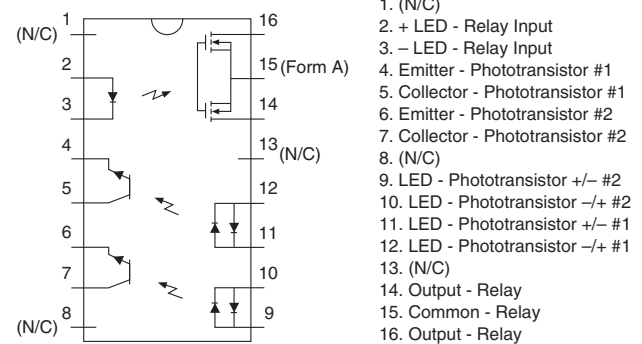 1
(N/C)
2
3
4
5
6
7
8
(N/C)
16
15 (Form A)
14
13
(N/C)
12
11
10
9
1. (N/C)
2. + LED - Relay Input
3. – LED - Relay Input
4. Emitter - Phototransistor #1
5. Collector - Phototransistor #1
6. Emitter - Phototransistor #2
7. Collector - Phototransistor #2
8. (N/C)
9. LED - Phototransistor +/– #2
10. LED - Phototransistor –/+ #2
11. LED - Phototransistor +/– #1
12. LED - Phototransistor –/+ #1
13. (N/C)
14. Output - Relay
15. Common - Relay
16. Output - Relay